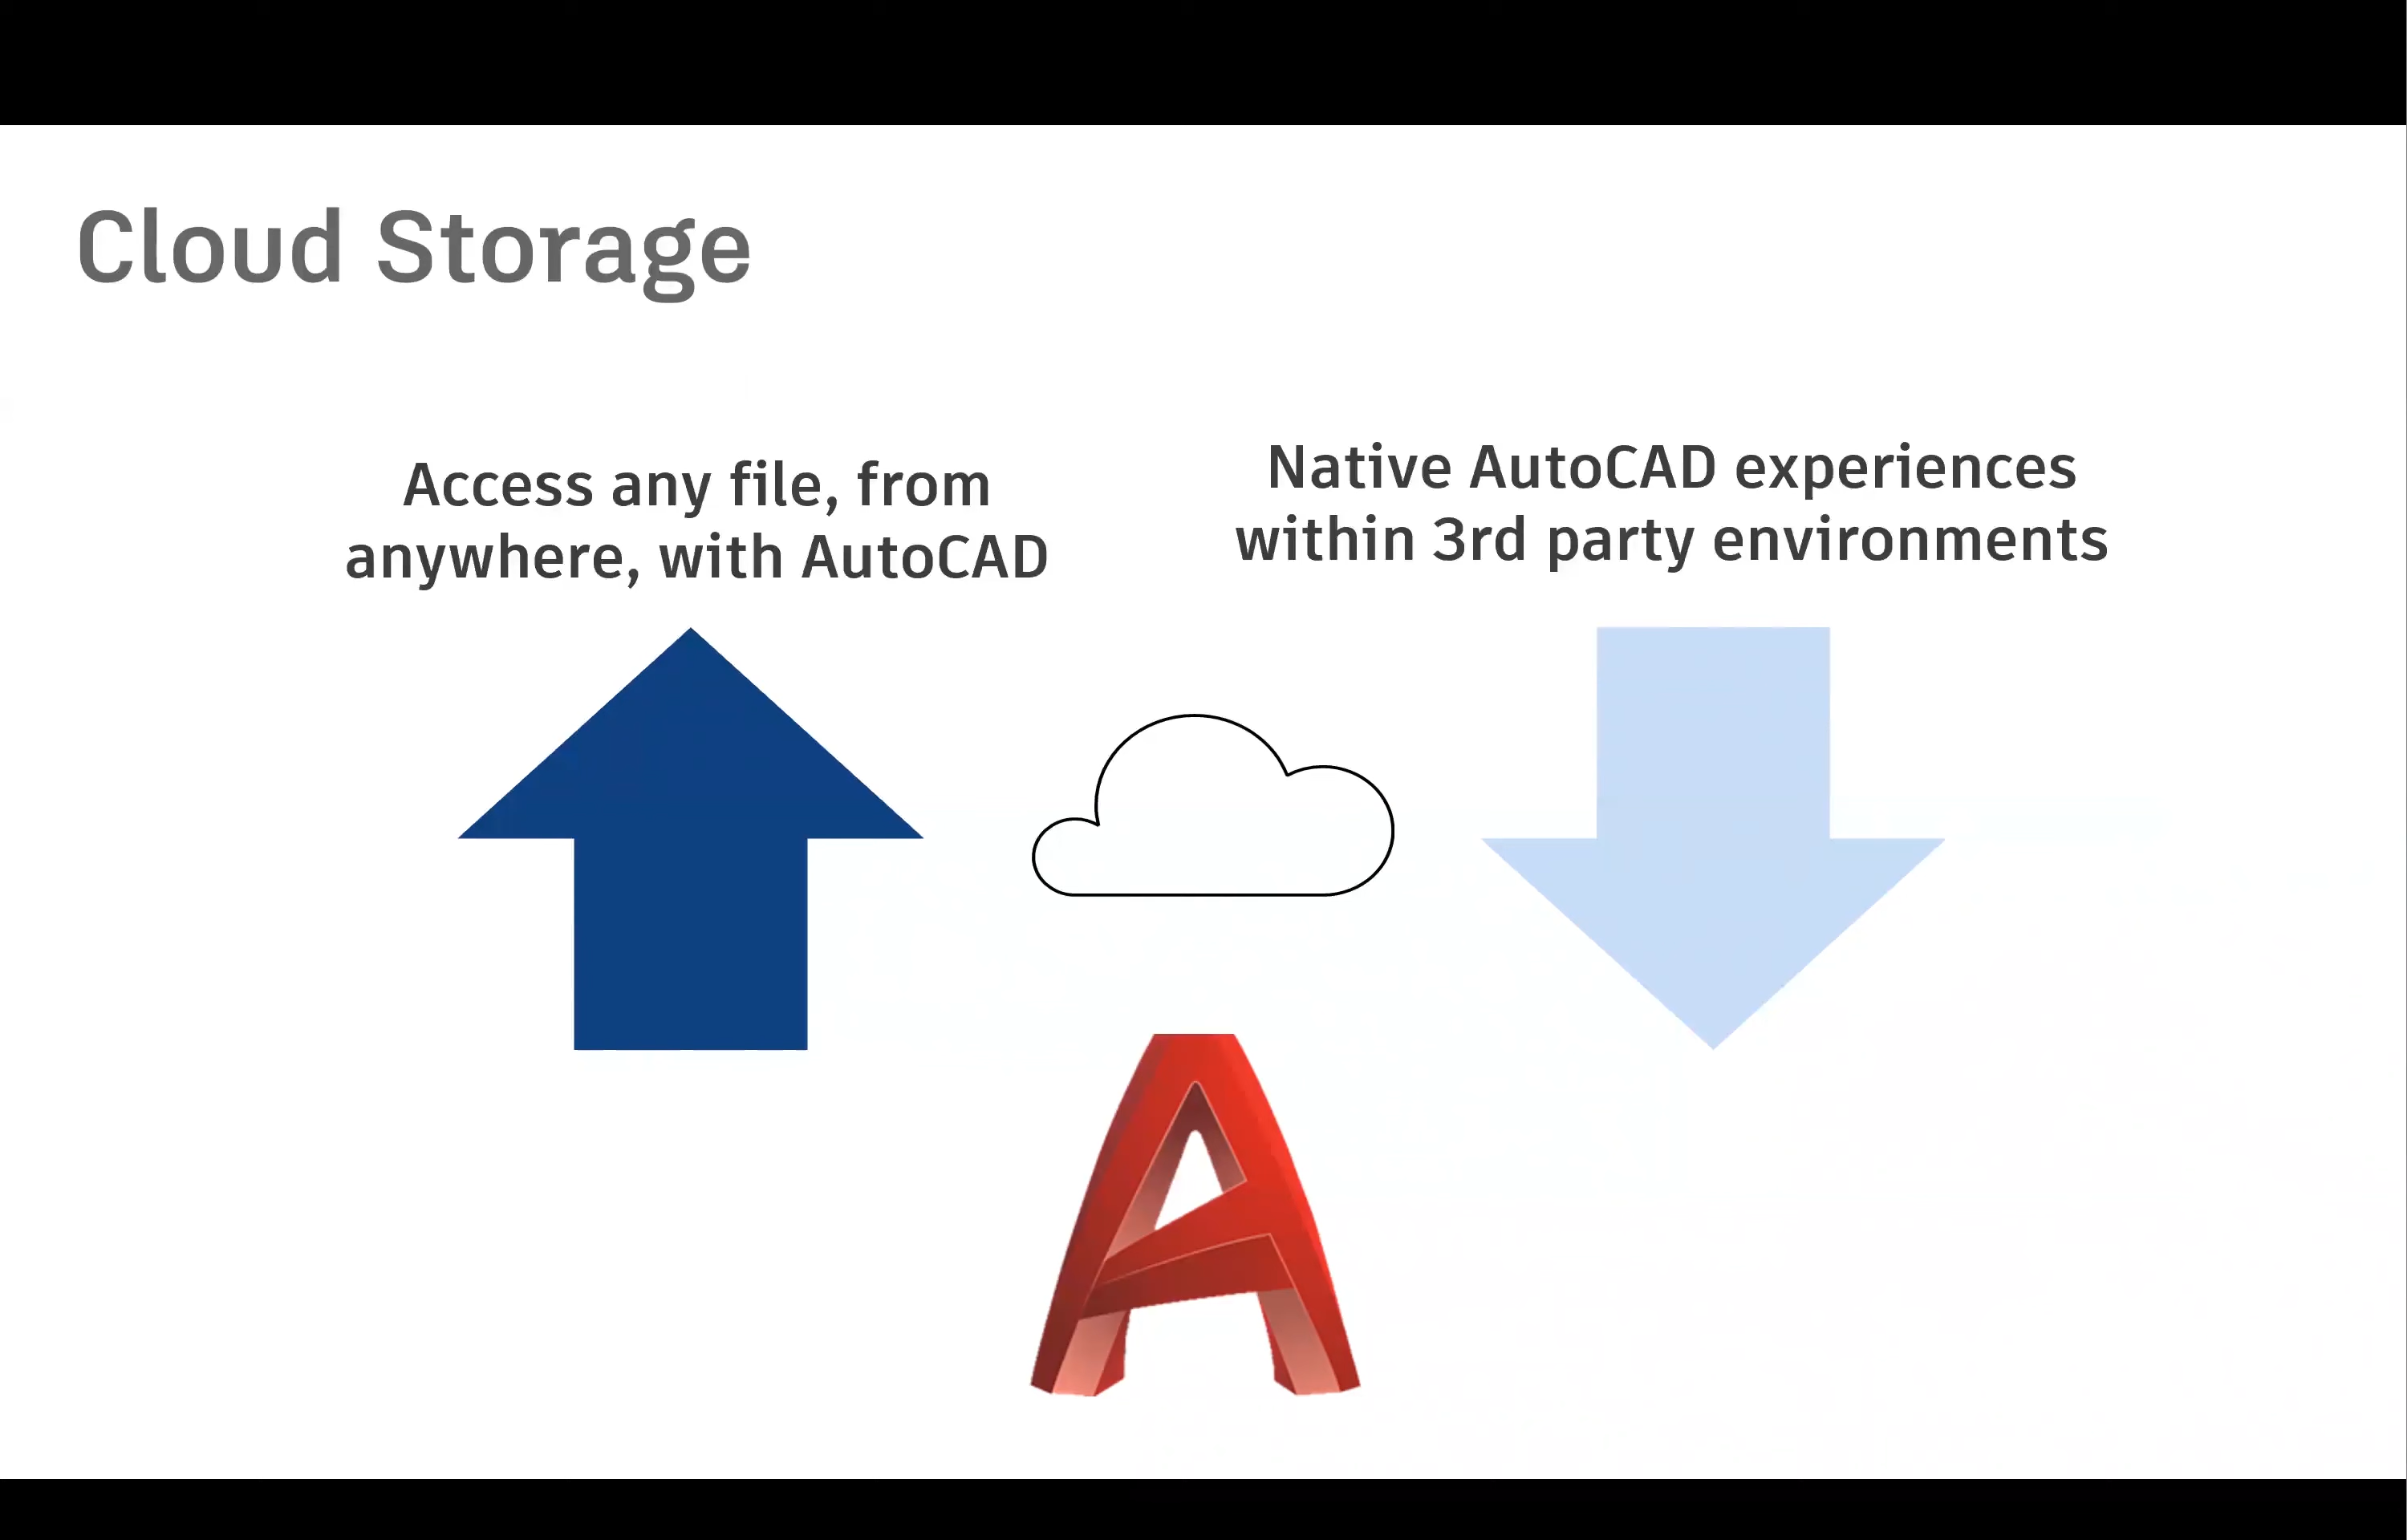 Cloud Storage
Access any file, from
anywhere, with AutoCAD
Native AutoCAD experiences
within 3rd party environments